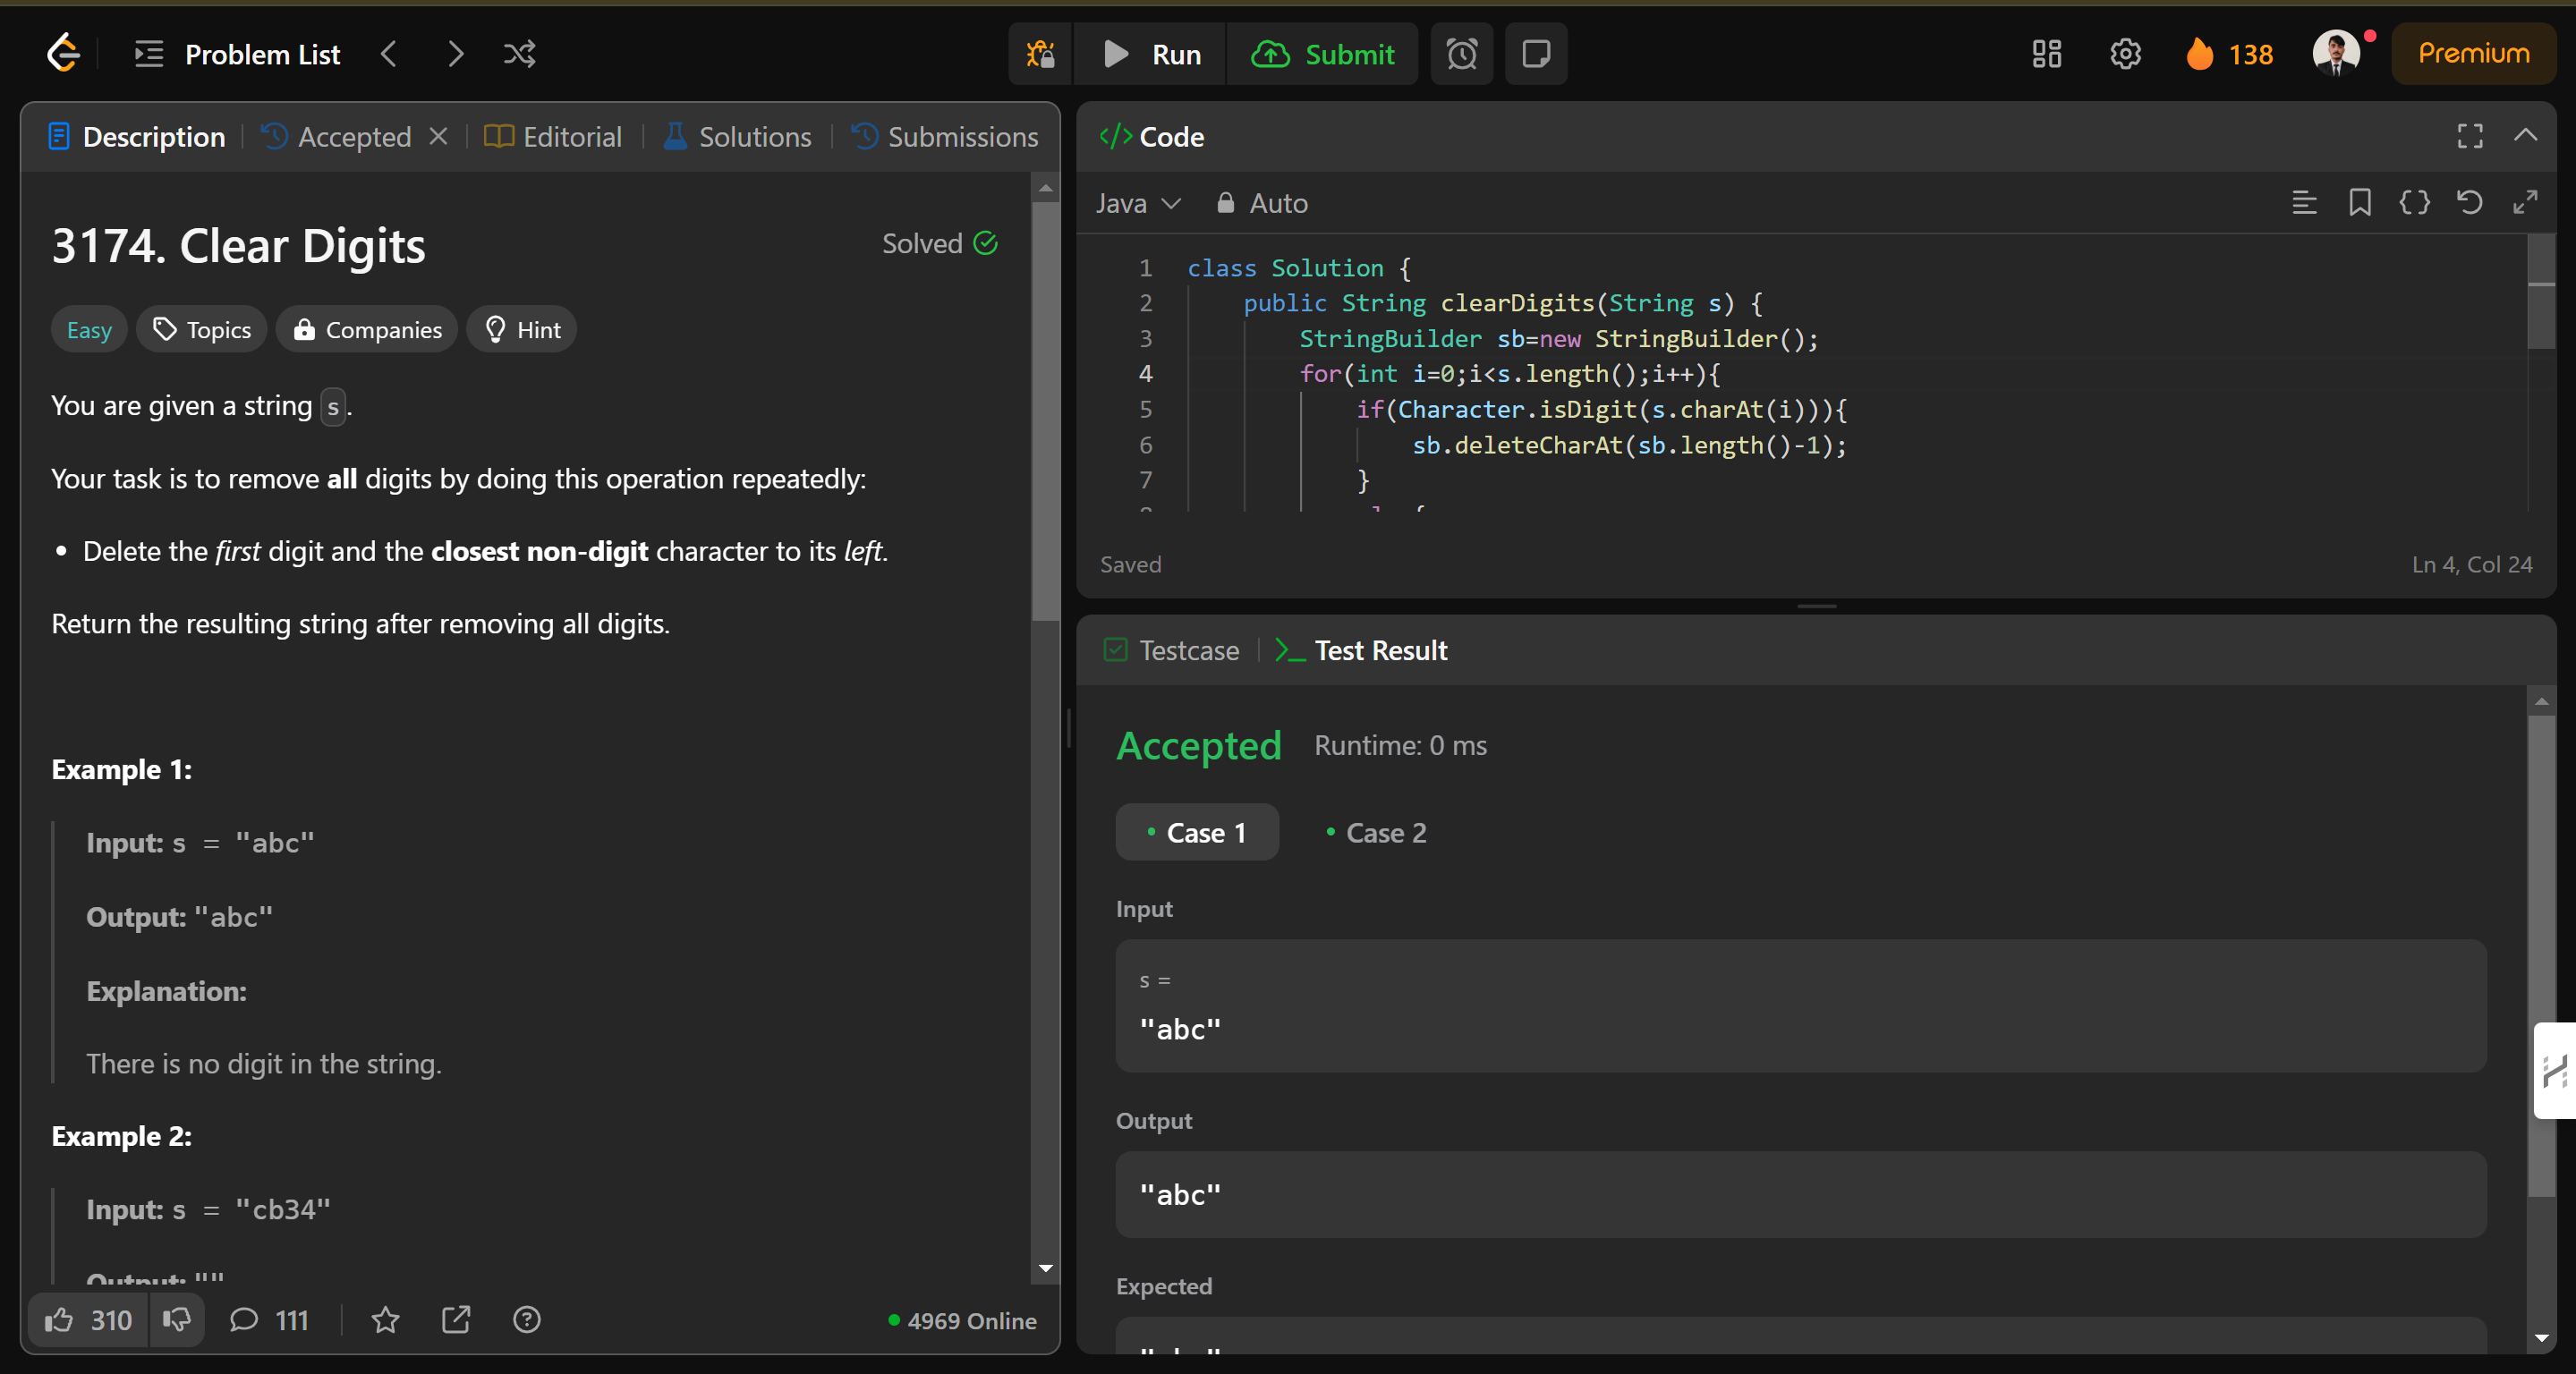 Problem List
Run
Submit
138
Premium
Description
Accepted
Editorial
Solutions
Submissions
3174. Clear Digits
Solved
Easy
Topics
Companies
Hint
You are given a string s.
Your task is to remove all digits by doing this operation repeatedly:
• Delete the first digit and the closest non-digit character to its left.
Return the resulting string after removing all digits.
Example 1:
Input: s = "abc"
Output: "abc"
Explanation:
There is no digit in the string.
Example 2:
Input: s = "cb34"
Output: ""
310
111
4969 Online
</> Code
Java
Auto
1 class Solution {
2 public String clearDigits(String s) {
3 StringBuilder sb=new StringBuilder();
4 for(int i=0;i<s.length();i++){
5 if(Character.isDigit(s.charAt(i))){
6 sb.deleteCharAt(sb.length()-1);
7 }
Saved
Ln 4, Col 24
Testcase
Test Result
Accepted
Runtime: 0 ms
Case 1
Case 2
Input
s =
"abc"
Output
"abc"
Expected